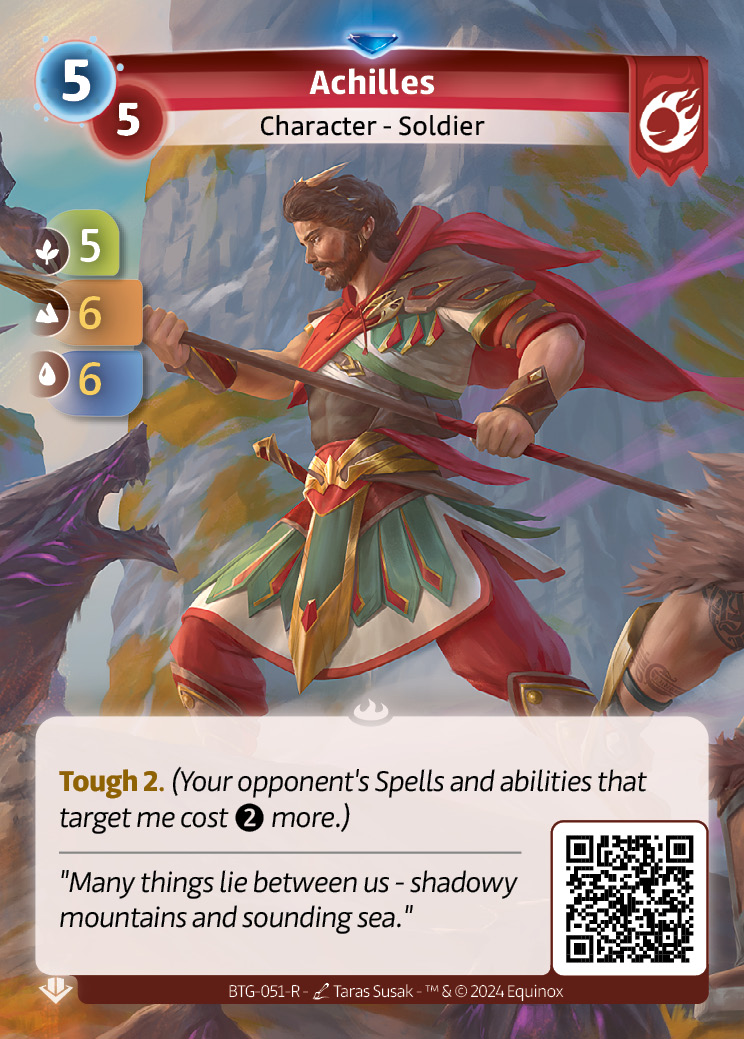 5
Achilles
5
Character - Soldier
5
6
6
Tough 2. (Your opponent's Spells and abilities that
target me cost 2 more.)
"Many things lie between us - shadowy
mountains and sounding sea."
BTG-051-R - Taras Susak - ™ & © 2024 Equinox